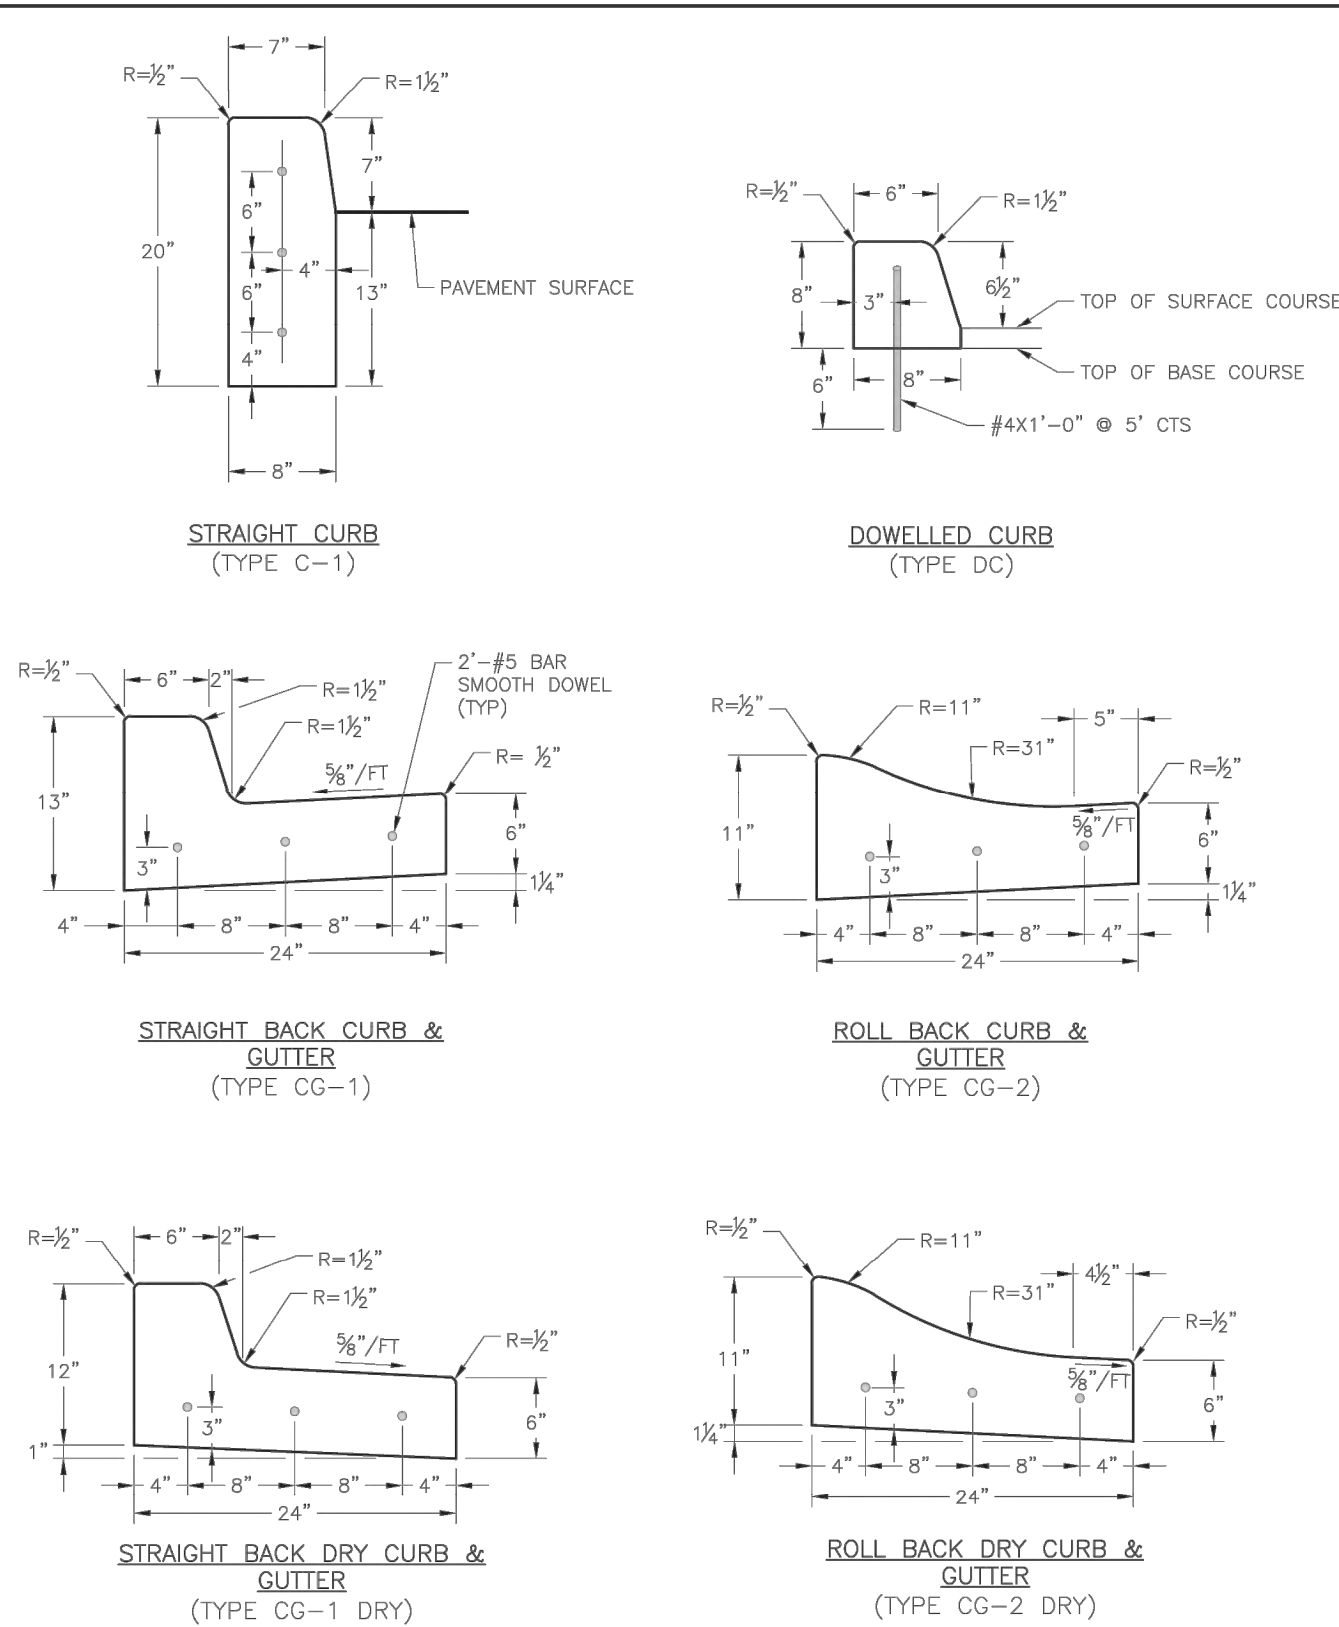 7"
R=½"
R=1½"
7"
6"
20"
4"
6"
13"
PAVEMENT SURFACE
4"
8"
STRAIGHT CURB
(TYPE C-1)
R=½"
6"
R=1½"
8"
3"
6½"
TOP OF SURFACE COURSE
TOP OF BASE COURSE
6"
8"
#4X1'-0" @ 5' CTS
DOWELLED CURB
(TYPE DC)
R=½"
6"
2"
R=1½"
R=1½"
2'-#5 BAR
SMOOTH DOWEL
(TYP)
R= ½"
⅝"/FT
13"
6"
3"
1¼"
4"
8"
8"
4"
24"
STRAIGHT BACK CURB &
GUTTER
(TYPE CG-1)
R=½"
R=11"
5"
R=31"
R=½"
⅝"/FT
11"
6"
3"
1¼"
4"
8"
8"
4"
24"
ROLL BACK CURB &
GUTTER
(TYPE CG-2)
R=½"
6"
2"
R=1½"
R=1½"
⅝"/FT
R=½"
12"
3"
6"
1"
4"
8"
8"
4"
24"
STRAIGHT BACK DRY CURB &
GUTTER
(TYPE CG-1 DRY)
R=½"
R=11"
4½"
R=31"
R=½"
11"
⅝"/FT
3"
6"
1¼"
4"
8"
8"
4"
24"
ROLL BACK DRY CURB &
GUTTER
(TYPE CG-2 DRY)